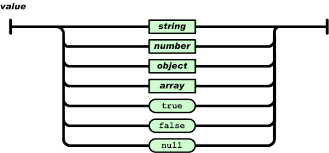 value
string
number
object
array
true
false
null